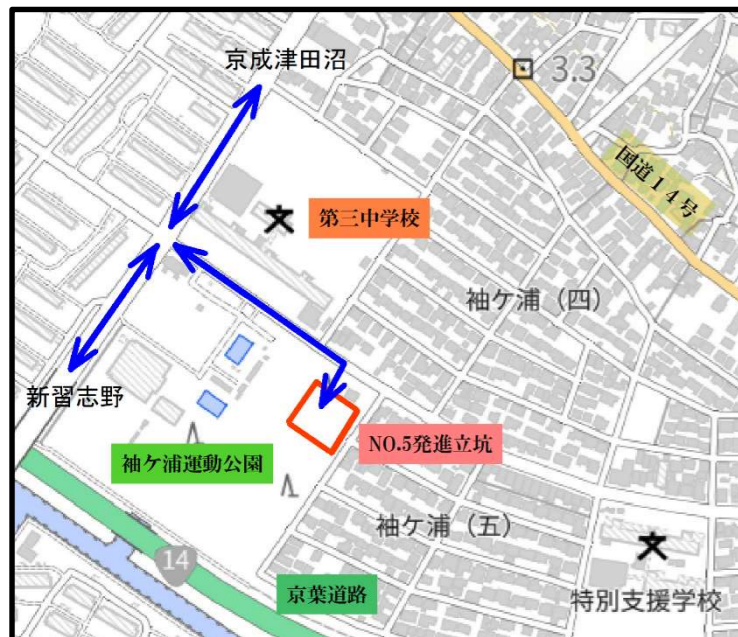 京成津田沼
3.3
国道14号
第三中学校
袖ケ浦（四）
新習志野
袖ケ浦運動公園
NO.5発進立坑
袖ケ浦（五）
14
京葉道路
特別支援学校